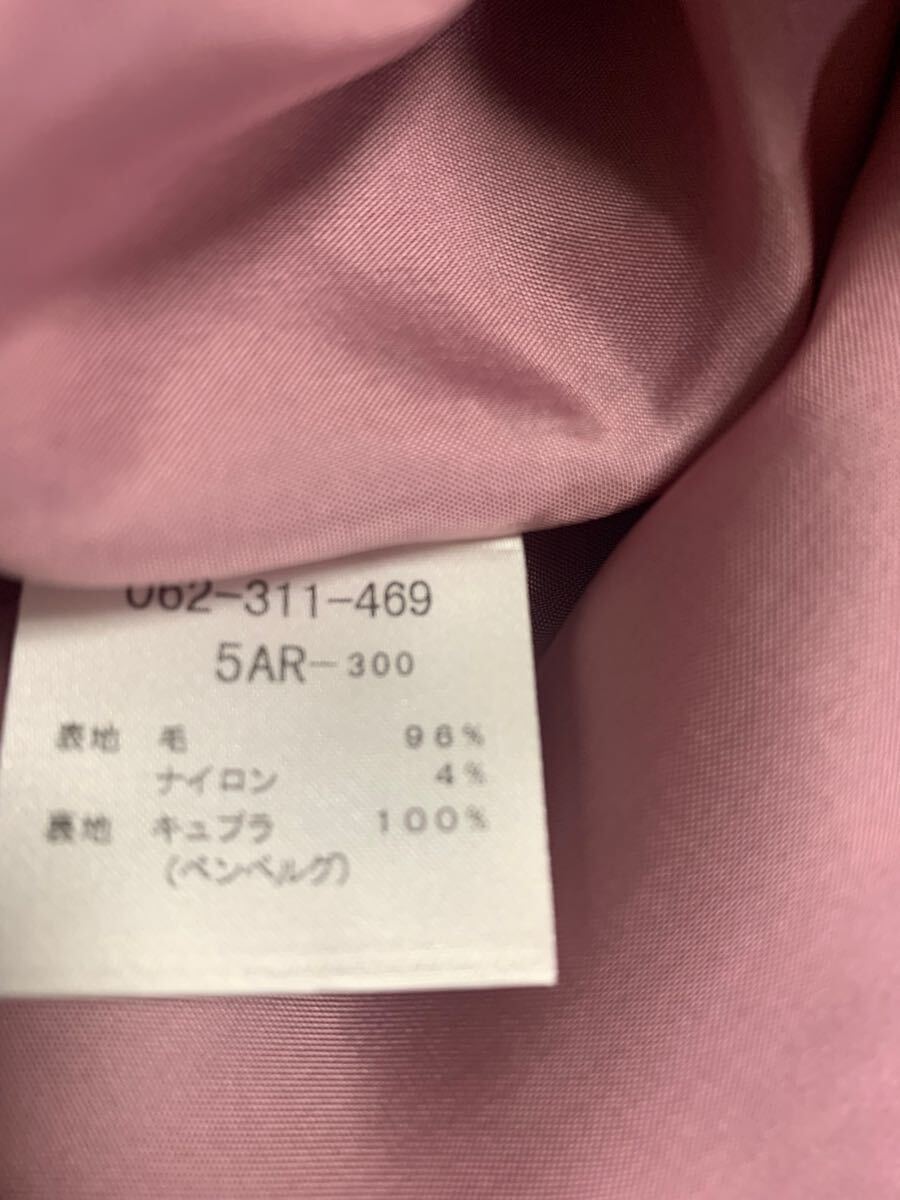 062-311-469
5AR-300
表地 毛 96%
ナイロン 4%
裏地 キュプラ 100%
(ベンベルグ)